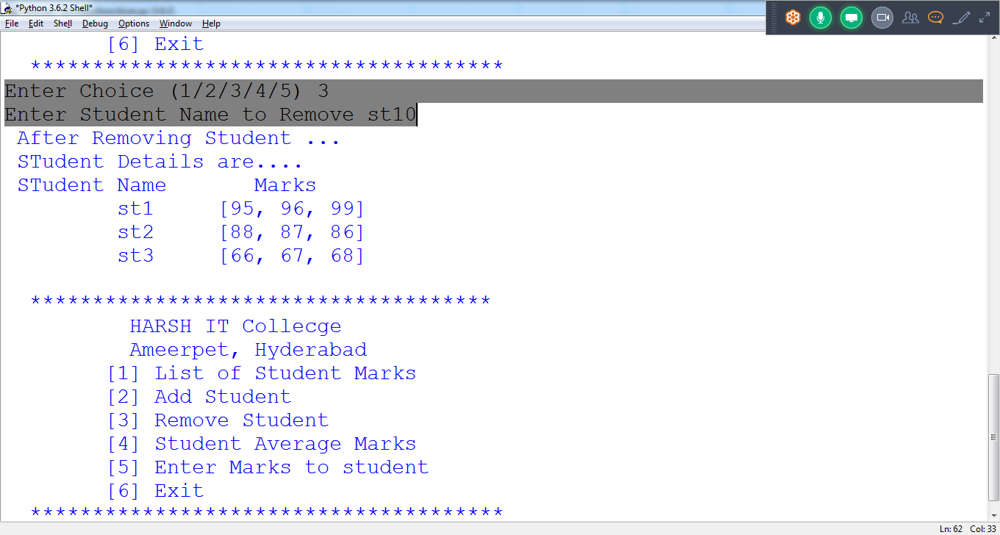 *Python 3.6.2 Shell*
File Edit Shell Debug Options Window Help
[6] Exit
**************************************
Enter Choice (1/2/3/4/5) 3
Enter Student Name to Remove st10
After Removing Student ...
STudent Details are....
STudent Name Marks
st1 [95, 96, 99]
st2 [88, 87, 86]
st3 [66, 67, 68]
*************************************
HARSH IT Collecge
Ameerpet, Hyderabad
[1] List of Student Marks
[2] Add Student
[3] Remove Student
[4] Student Average Marks
[5] Enter Marks to student
[6] Exit
**************************************
Ln: 62 Col: 33